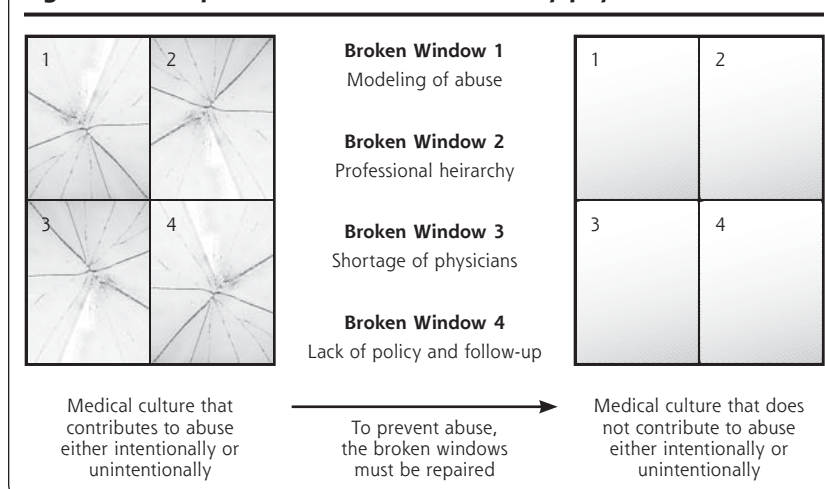 1
2
3
4
Broken Window 1
Modeling of abuse
Broken Window 2
Professional heirarchy
Broken Window 3
Shortage of physicians
Broken Window 4
Lack of policy and follow-up
1
2
3
4
Medical culture that
contributes to abuse
either intentionally or
unintentionally
To prevent abuse,
the broken windows
must be repaired
Medical culture that does
not contribute to abuse
either intentionally or
unintentionally